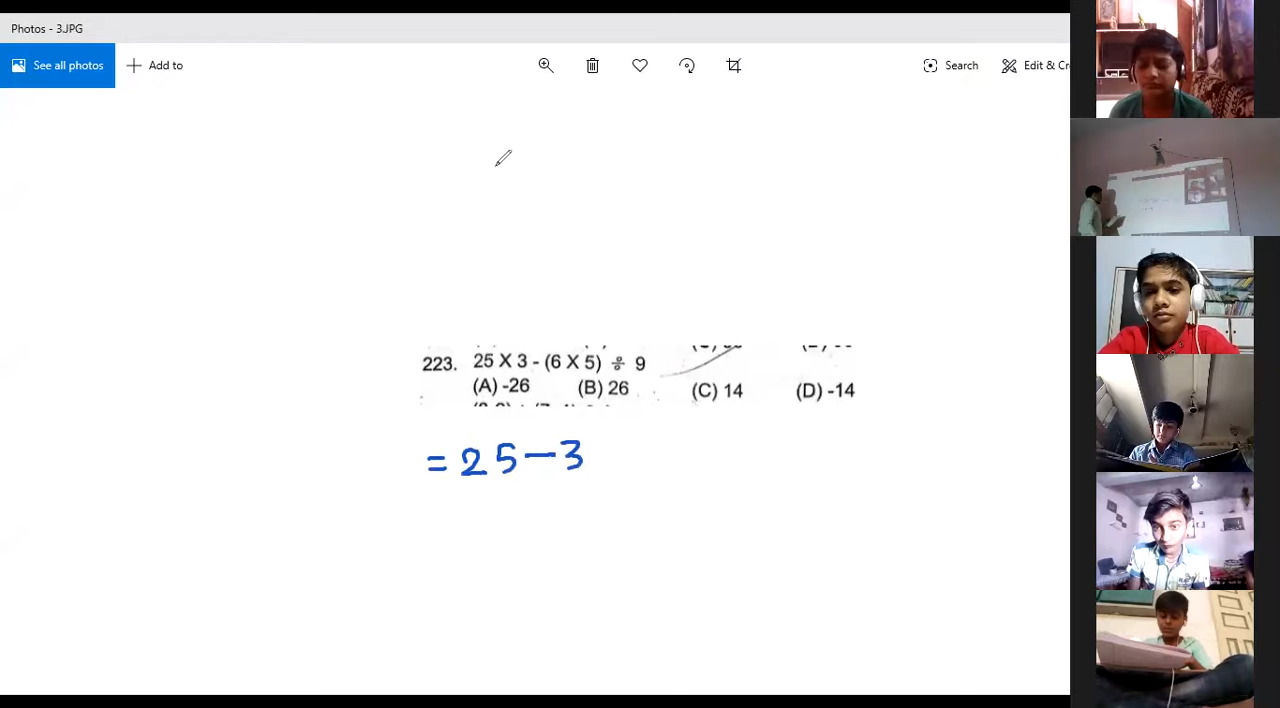 Photos - 3.JPG
See all photos
Add to
Search
Edit & Cr
223. 25 X 3 - (6 X 5) ÷ 9
(A) -26 (B) 26 (C) 14 (D) -14
= 25 - 3